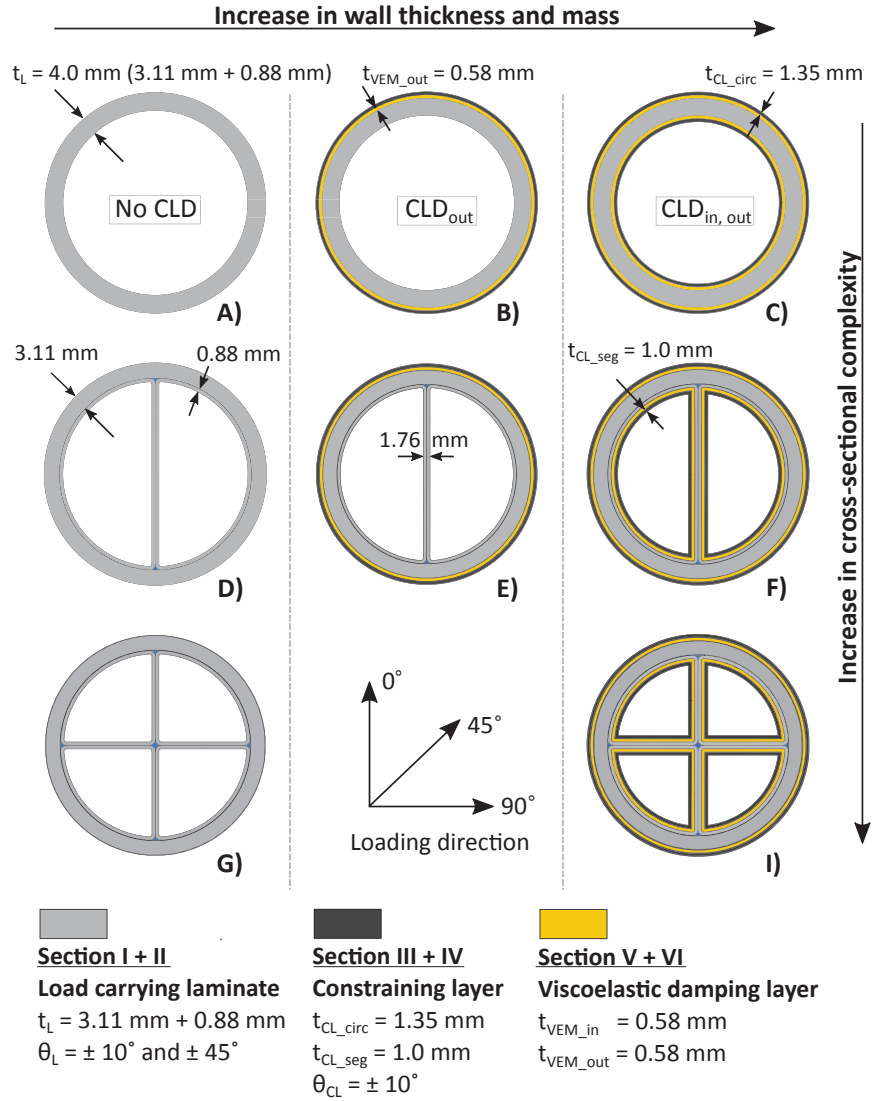 Increase in wall thickness and mass
t_L = 4.0 mm (3.11 mm + 0.88 mm)
t_VEM_out = 0.58 mm
t_CL_circ = 1.35 mm
No CLD
CLD_out
CLD_in, out
A)
B)
C)
Increase in cross-sectional complexity
3.11 mm
0.88 mm
t_CL_seg = 1.0 mm
1.76 mm
D)
E)
F)
0˚
45˚
90˚
Loading direction
G)
I)
Section I + II
Load carrying laminate
t_L = 3.11 mm + 0.88 mm
θ_L = ± 10˚ and ± 45˚
Section III + IV
Constraining layer
t_CL_circ = 1.35 mm
t_CL_seg = 1.0 mm
θ_CL = ± 10˚
Section V + VI
Viscoelastic damping layer
t_VEM_in = 0.58 mm
t_VEM_out = 0.58 mm